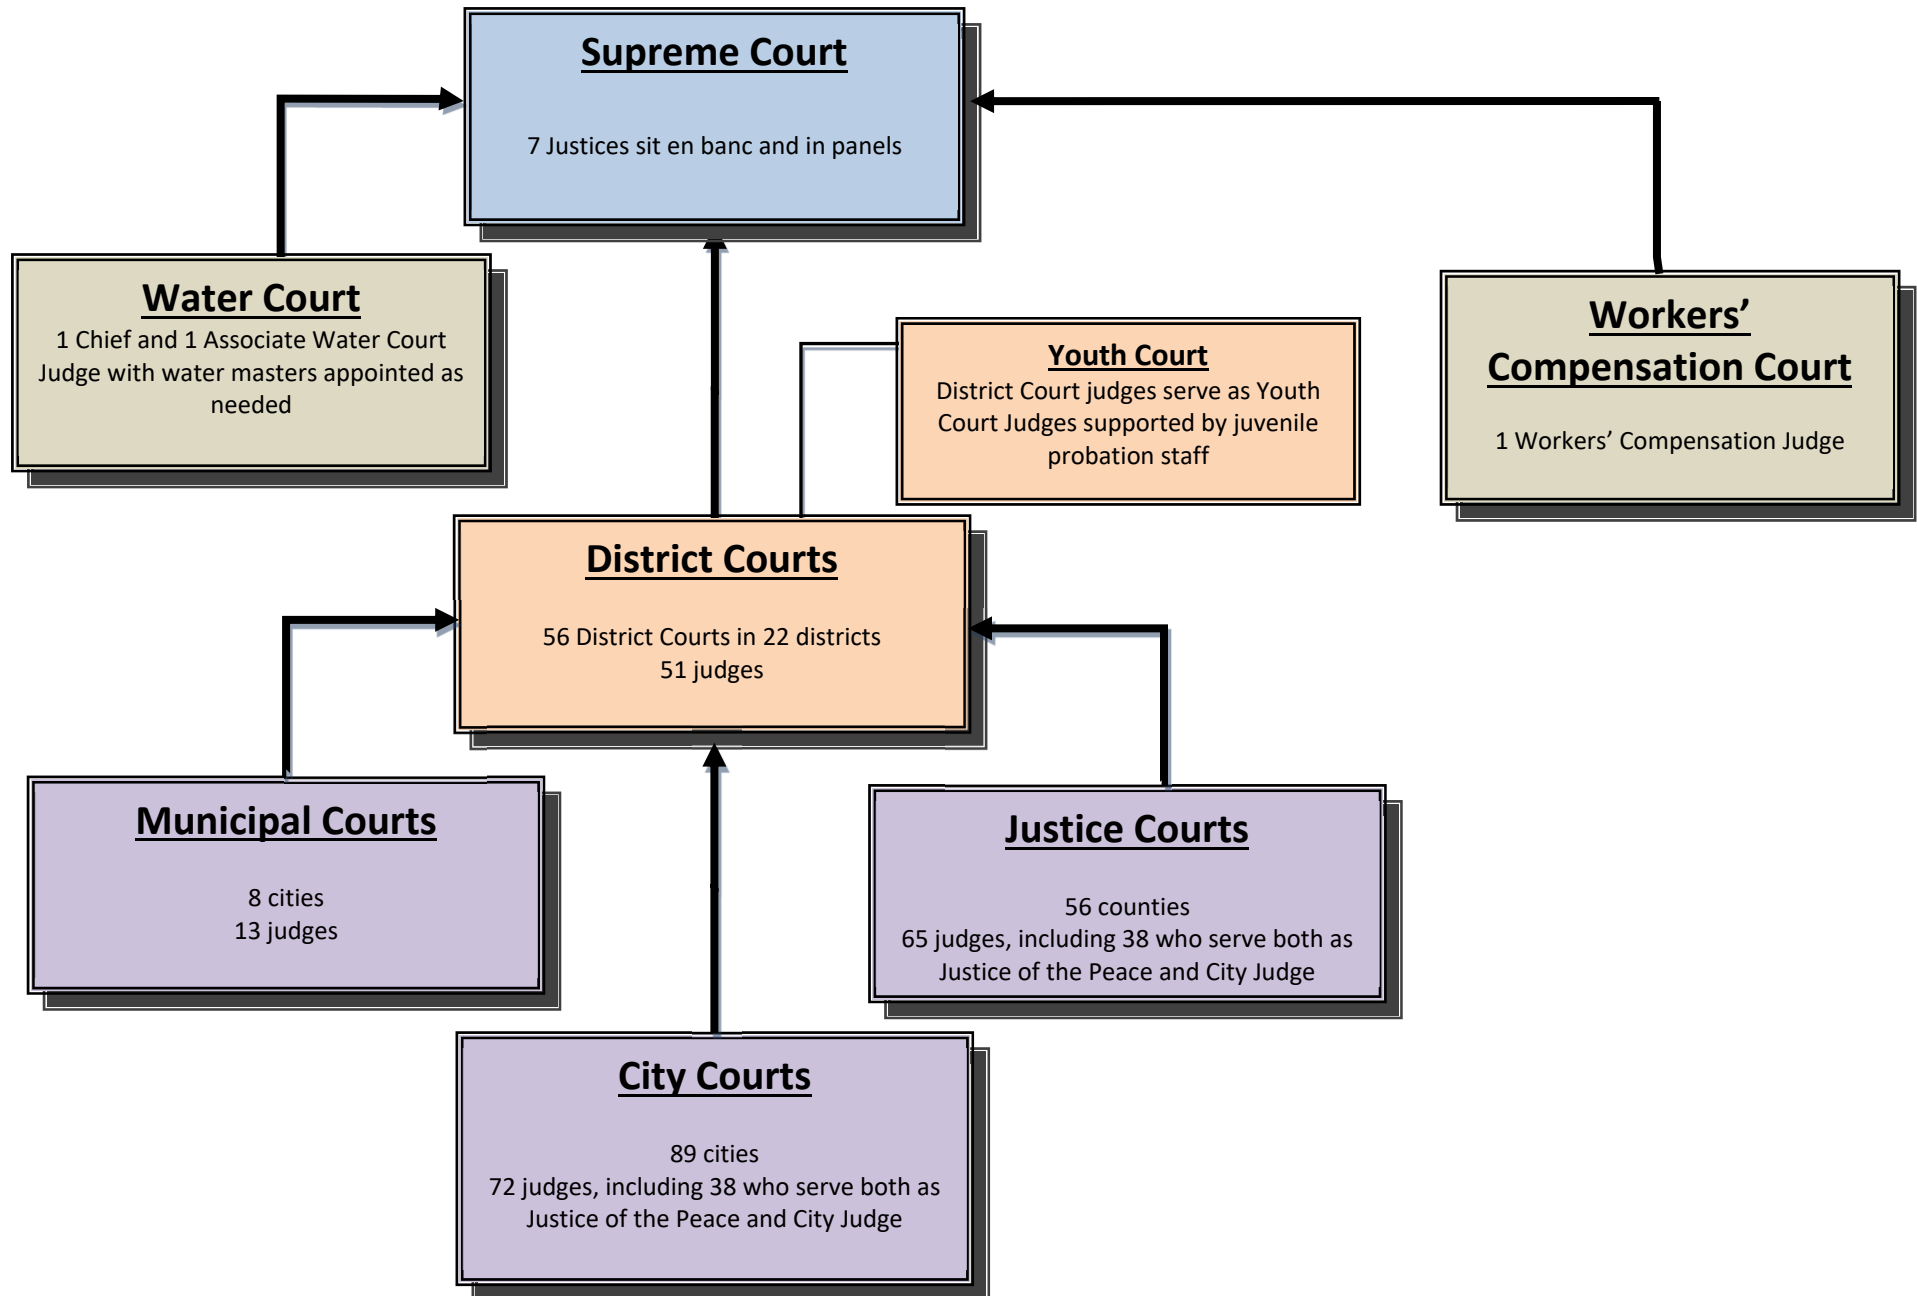 Supreme Court
7 Justices sit en banc and in panels
Water Court
1 Chief and 1 Associate Water Court
Judge with water masters appointed as
needed
Youth Court
District Court judges serve as Youth
Court Judges supported by juvenile
probation staff
Workers’
Compensation Court
1 Workers’ Compensation Judge
District Courts
56 District Courts in 22 districts
51 judges
Municipal Courts
8 cities
13 judges
Justice Courts
56 counties
65 judges, including 38 who serve both as
Justice of the Peace and City Judge
City Courts
89 cities
72 judges, including 38 who serve both as
Justice of the Peace and City Judge